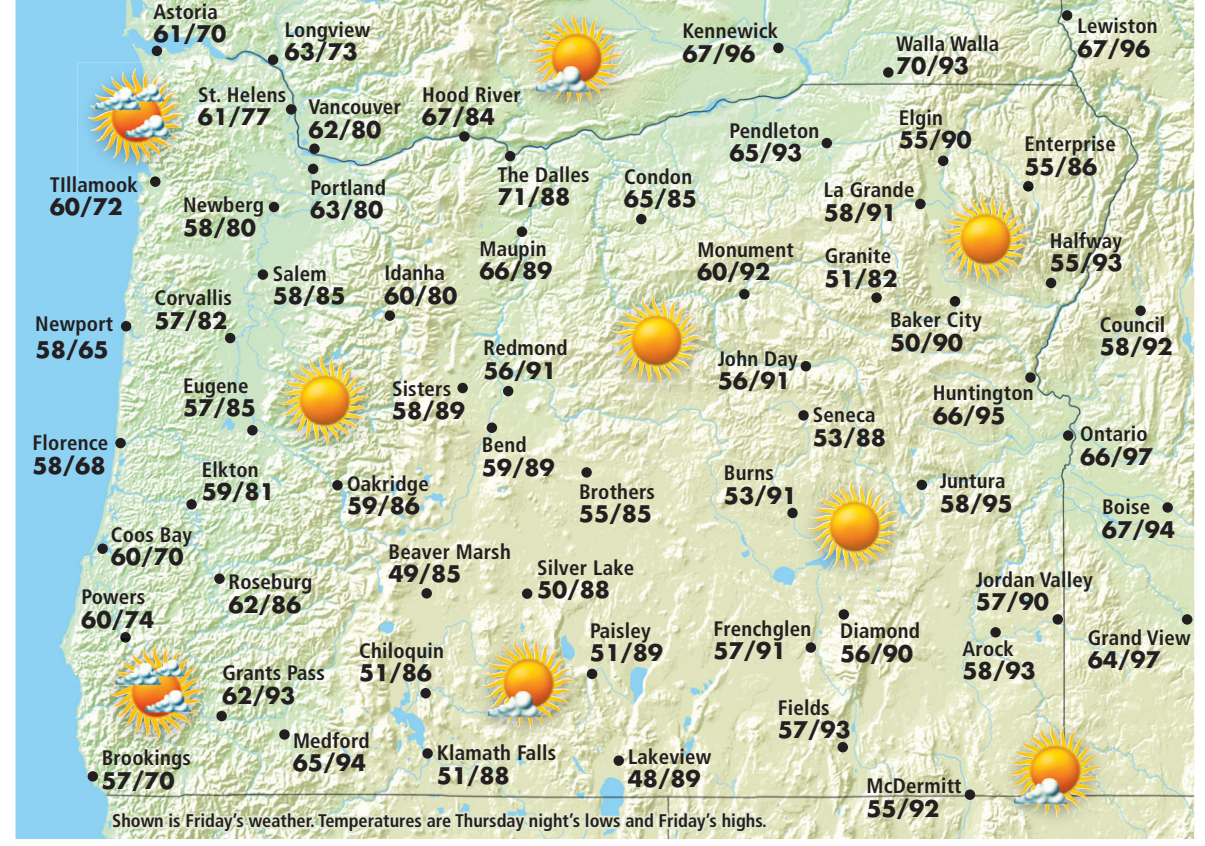 Astoria
61/70
Longview
63/73
Kennewick
67/96
Lewiston
67/96
Walla Walla
70/93
St. Helens
61/77
Vancouver
62/80
Hood River
67/84
Pendleton
65/93
Elgin
55/90
Enterprise
55/86
TIllamook
60/72
Newberg
58/80
Portland
63/80
The Dalles
71/88
Condon
65/85
La Grande
58/91
Maupin
66/89
Monument
60/92
Granite
51/82
Halfway
55/93
Salem
58/85
Idanha
60/80
Corvallis
57/82
Newport
58/65
Baker City
50/90
Council
58/92
Redmond
56/91
John Day
56/91
Eugene
57/85
Sisters
58/89
Huntington
66/95
Seneca
53/88
Florence
58/68
Bend
59/89
Ontario
66/97
Elkton
59/81
Oakridge
59/86
Brothers
55/85
Burns
53/91
Juntura
58/95
Boise
67/94
Coos Bay
60/70
Beaver Marsh
49/85
Silver Lake
50/88
Roseburg
62/86
Jordan Valley
57/90
Powers
60/74
Chiloquin
51/86
Paisley
51/89
Frenchglen
57/91
Diamond
56/90
Arock
58/93
Grand View
64/97
Grants Pass
62/93
Fields
57/93
Medford
65/94
Klamath Falls
51/88
Lakeview
48/89
Brookings
57/70
McDermitt
55/92
Shown is Friday's weather. Temperatures are Thursday night's lows and Friday's highs.